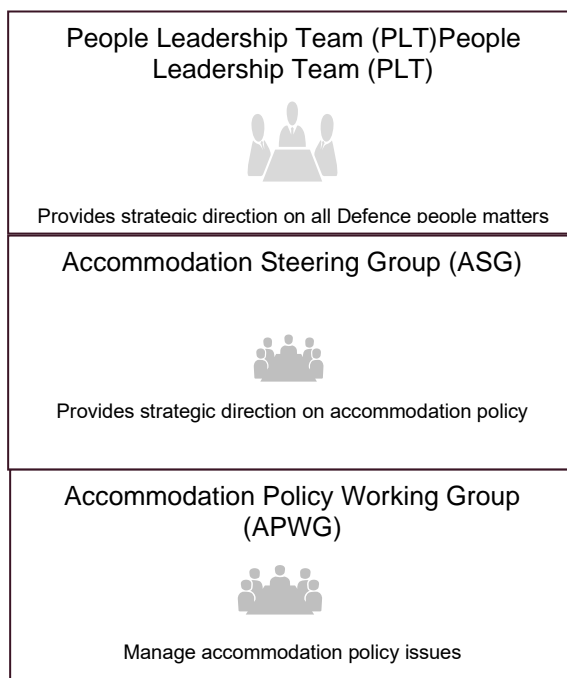 People Leadership Team (PLT)People
Leadership Team (PLT)
Provides strategic direction on all Defence people matters
Accommodation Steering Group (ASG)
Provides strategic direction on accommodation policy
Accommodation Policy Working Group
(APWG)
Manage accommodation policy issues